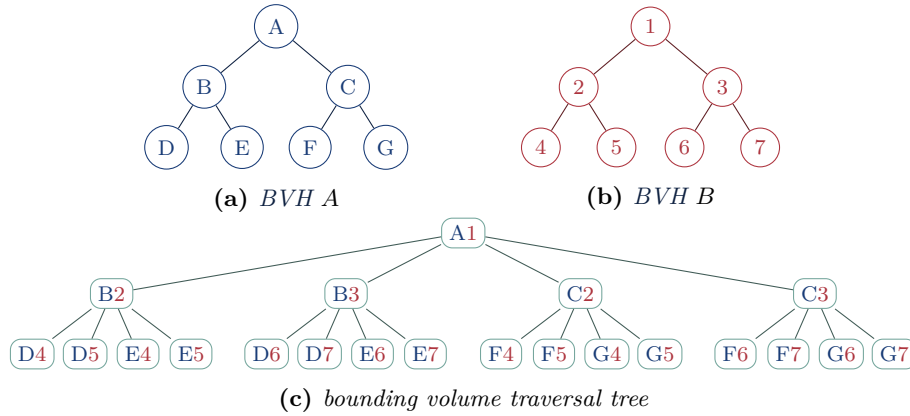 A 1
B C 2 3
D E F G 4 5 6 7
(a) BVH A (b) BVH B
A1
B2 B3 C2 C3
D4 D5 E4 E5 D6 D7 E6 E7 F4 F5 G4 G5 F6 F7 G6 G7
(c) bounding volume traversal tree